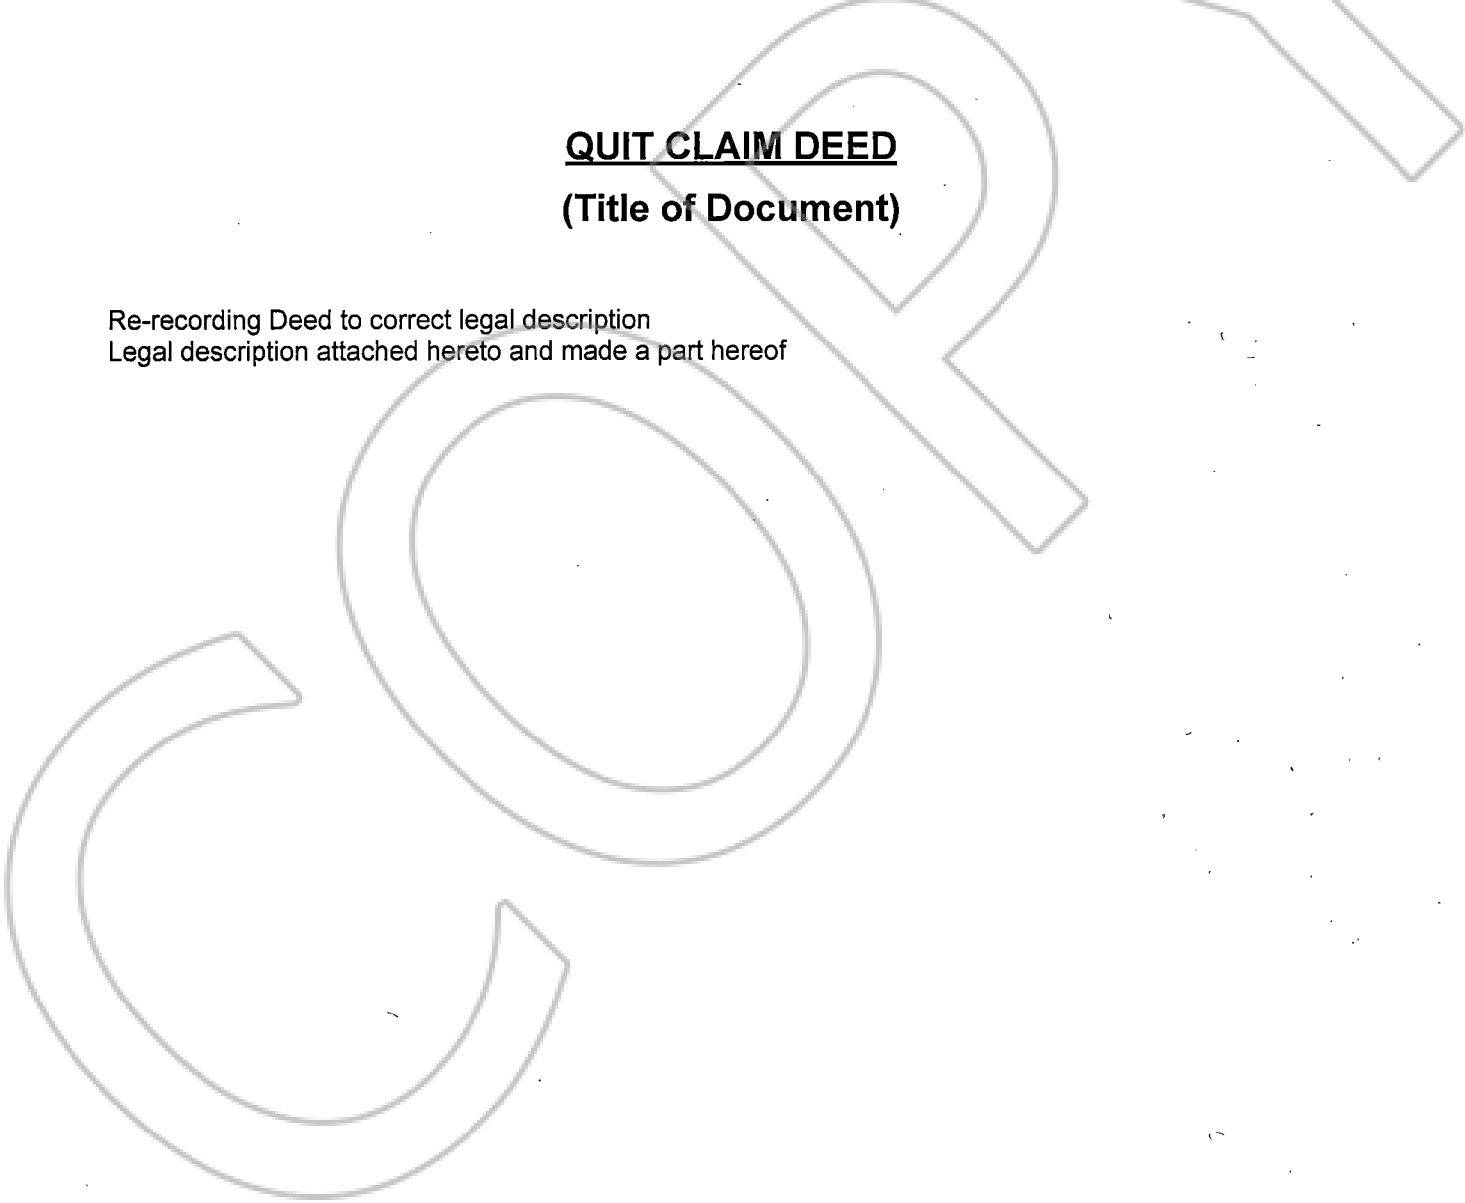 QUIT CLAIM DEED
(Title of Document)
Re-recording Deed to correct legal description
Legal description attached hereto and made a part hereof
COPY